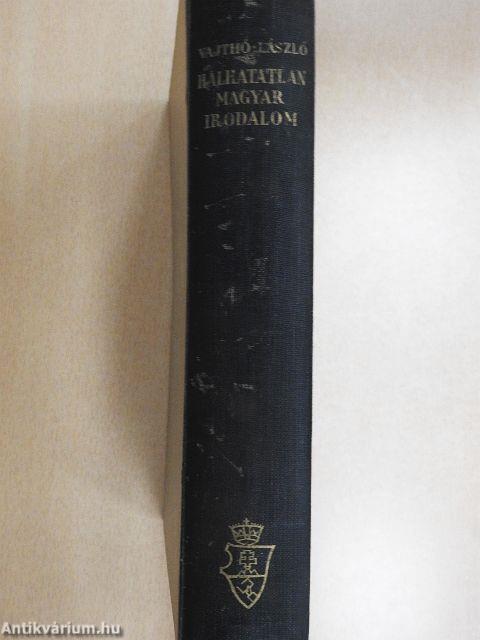 VAJTHÓ LÁSZLÓ
HALHATATLAN
MAGYAR
IRODALOM
Antikvárium.hu